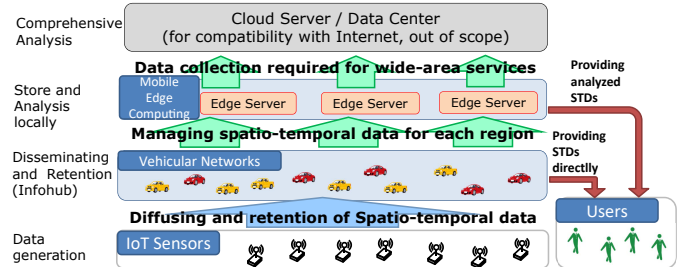 Comprehensive
Analysis
Cloud Server / Data Center
(for compatibility with Internet, out of scope)
Data collection required for wide-area services
Store and
Analysis
locally
Mobile
Edge
Computing
Edge Server
Edge Server
Edge Server
Providing
analyzed
STDs
Managing spatio-temporal data for each region
Providing
STDs
directlly
Disseminating
and Retention
(Infohub)
Vehicular Networks
Diffusing and retention of Spatio-temporal data
Users
Data
generation
IoT Sensors